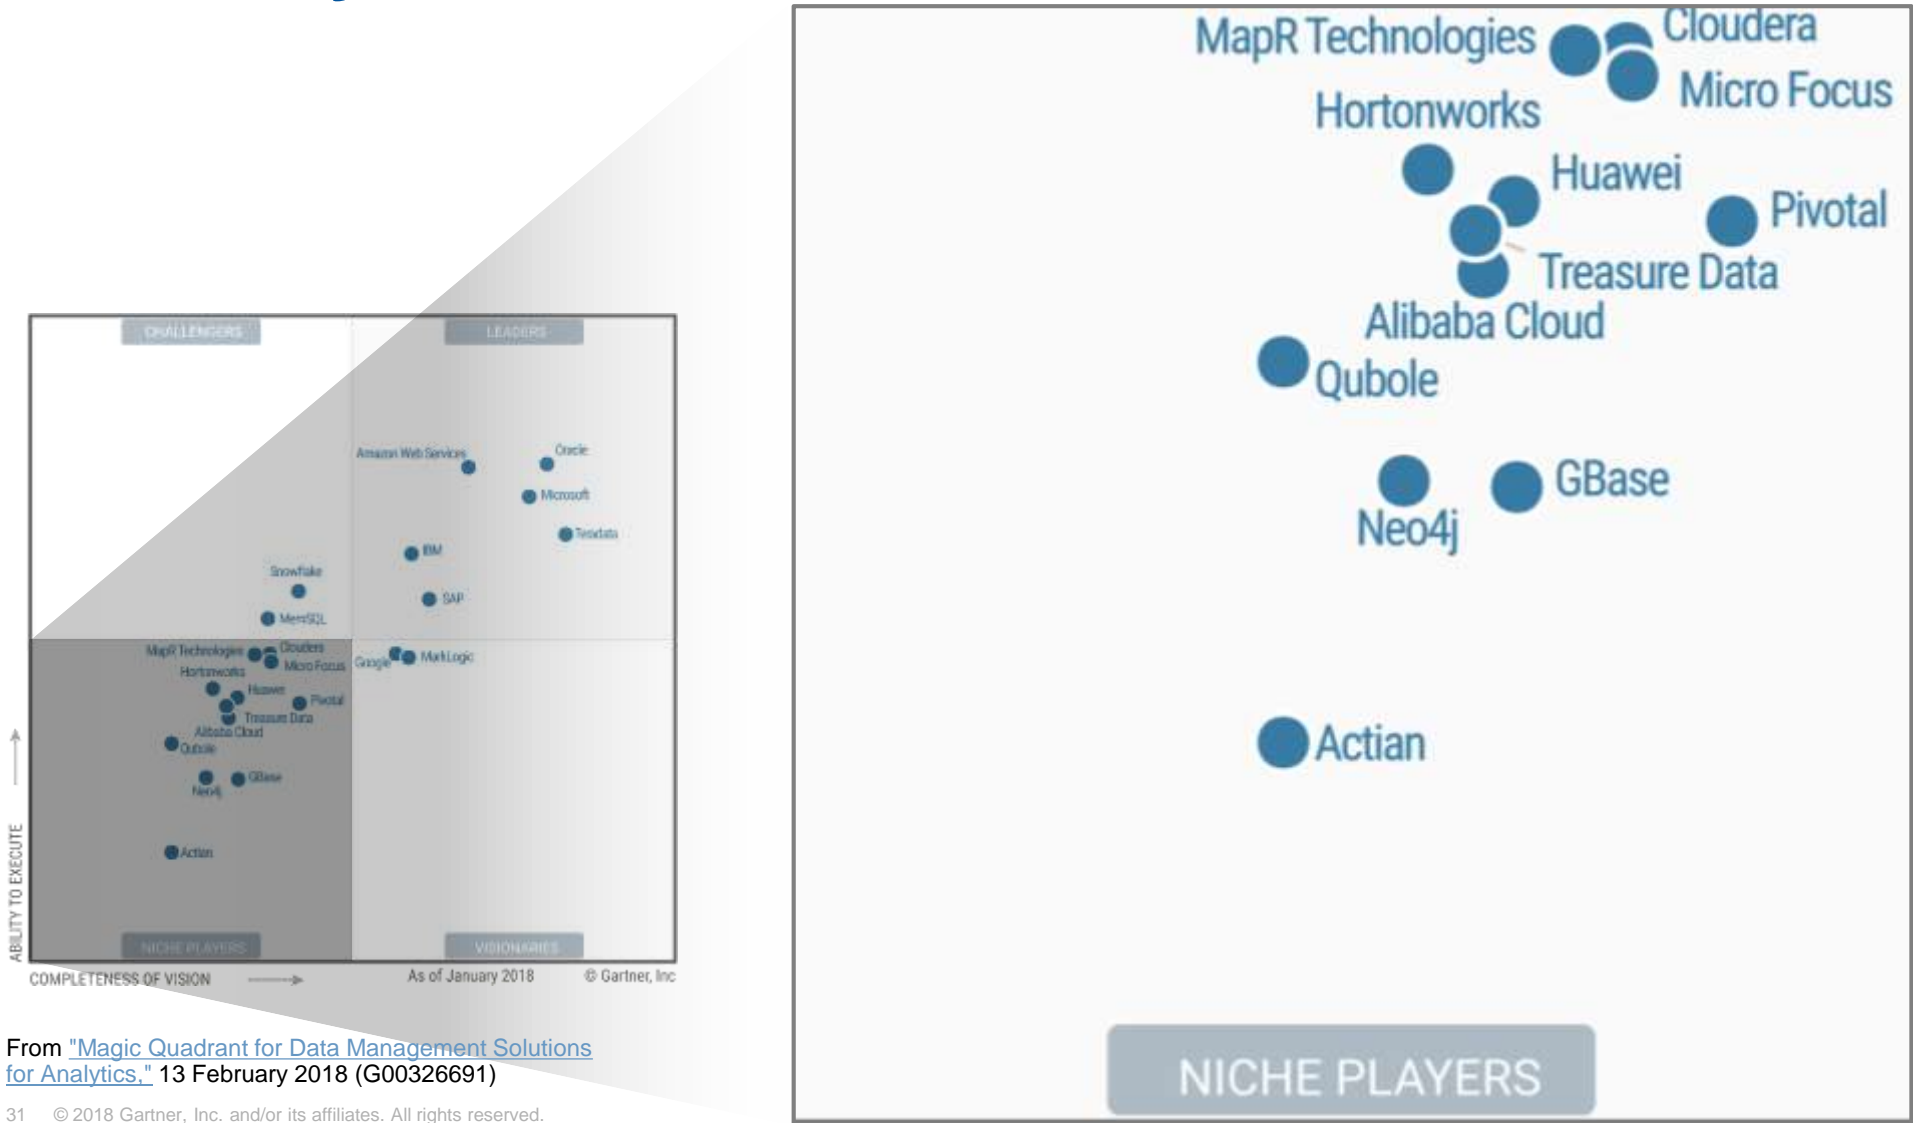 CHALLENGERS
LEADERS
Amazon Web Services
Oracle
Microsoft
Teradata
IBM
Snowflake
SAP
MemSQL
MapR Technologies
Cloudera
Micro Focus
Google
MarkLogic
Hortonworks
Huawei
Pivotal
Treasure Data
Alibaba Cloud
Qubole
GBase
Neo4j
Actian
NICHE PLAYERS
VISIONARIES
ABILITY TO EXECUTE
COMPLETENESS OF VISION
As of January 2018
© Gartner, Inc
From "Magic Quadrant for Data Management Solutions
for Analytics," 13 February 2018 (G00326691)
31 © 2018 Gartner, Inc. and/or its affiliates. All rights reserved.
MapR Technologies
Cloudera
Micro Focus
Hortonworks
Huawei
Pivotal
Treasure Data
Alibaba Cloud
Qubole
GBase
Neo4j
Actian
NICHE PLAYERS